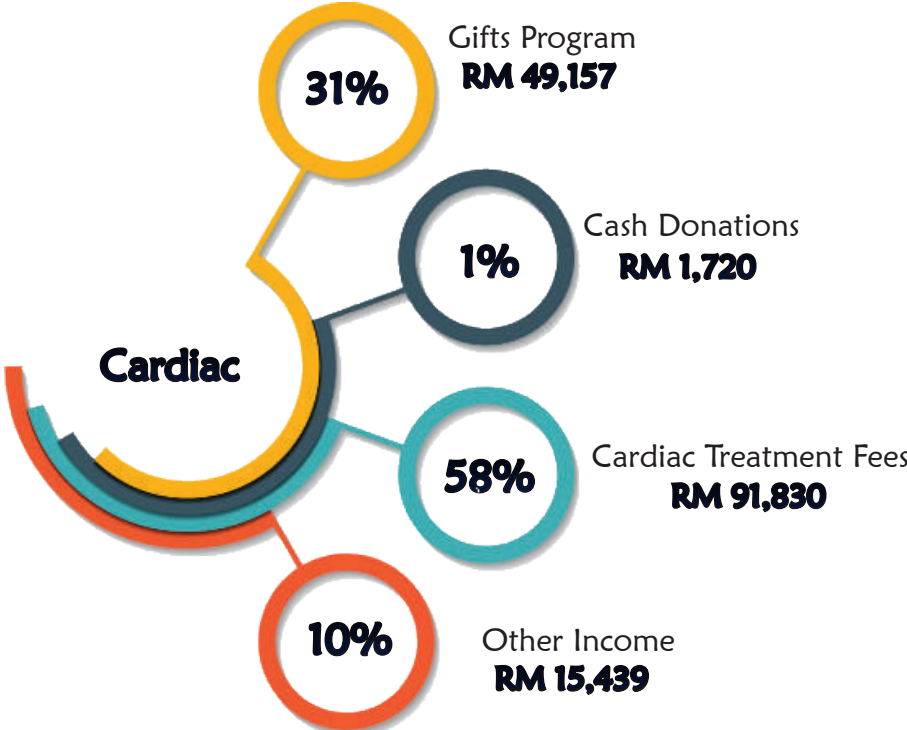 31%
Gifts Program
RM 49,157
1%
Cash Donations
RM 1,720
Cardiac
58%
Cardiac Treatment Fees
RM 91,830
10%
Other Income
RM 15,439